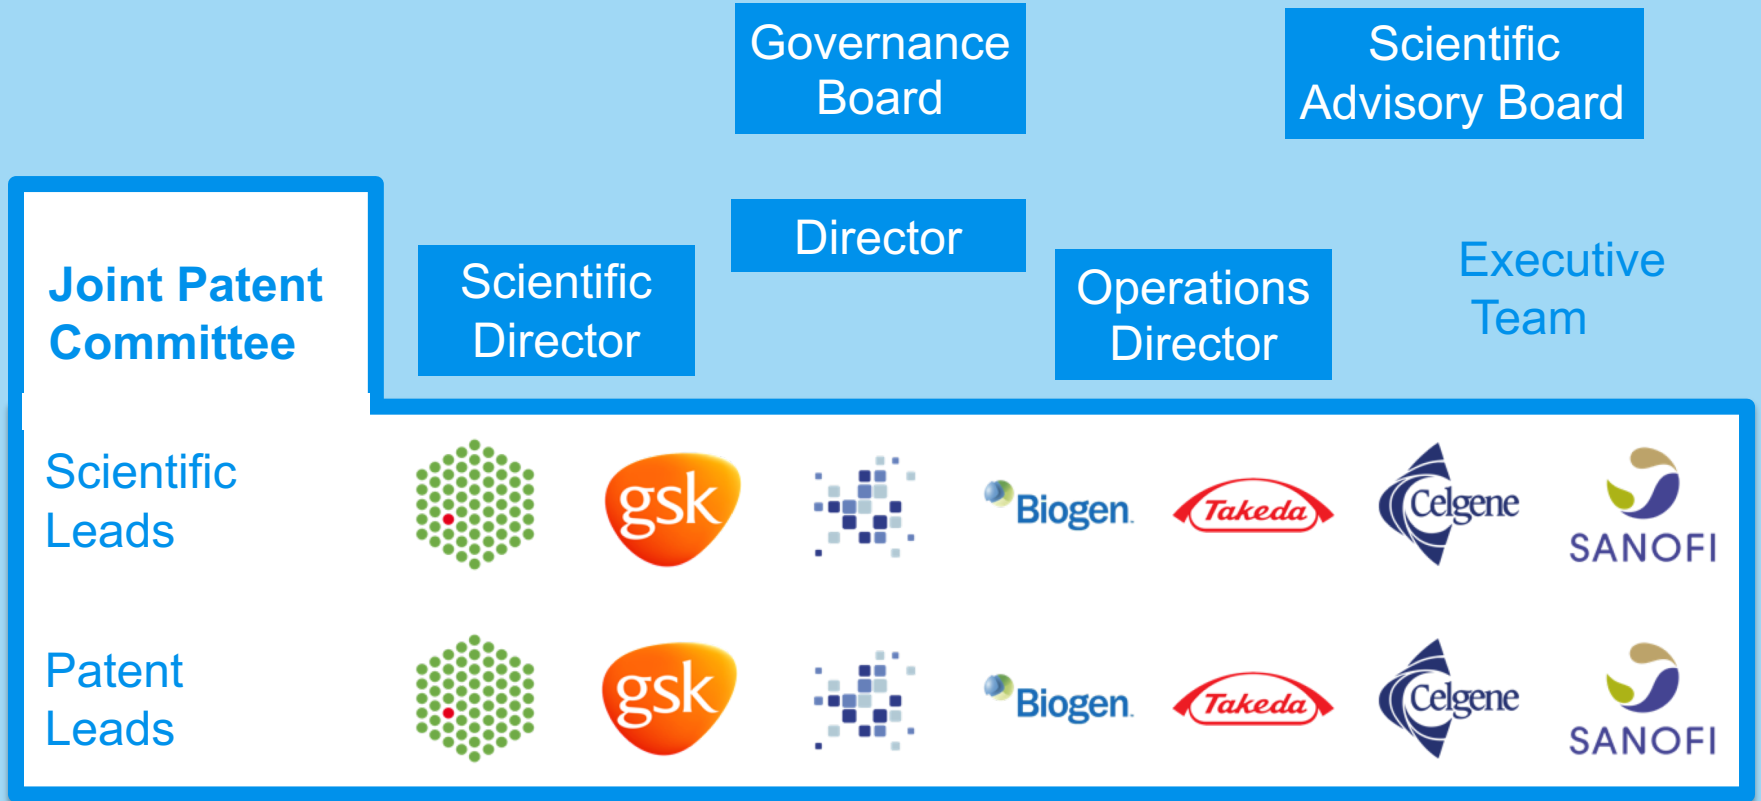 Governance
Board
Scientific
Advisory Board
Director
Joint Patent
Committee
Scientific
Director
Operations
Director
Executive
Team
Scientific
Leads
gsk
Biogen.
Takeda
Celgene
SANOFI
Patent
Leads
gsk
Biogen.
Takeda
Celgene
SANOFI